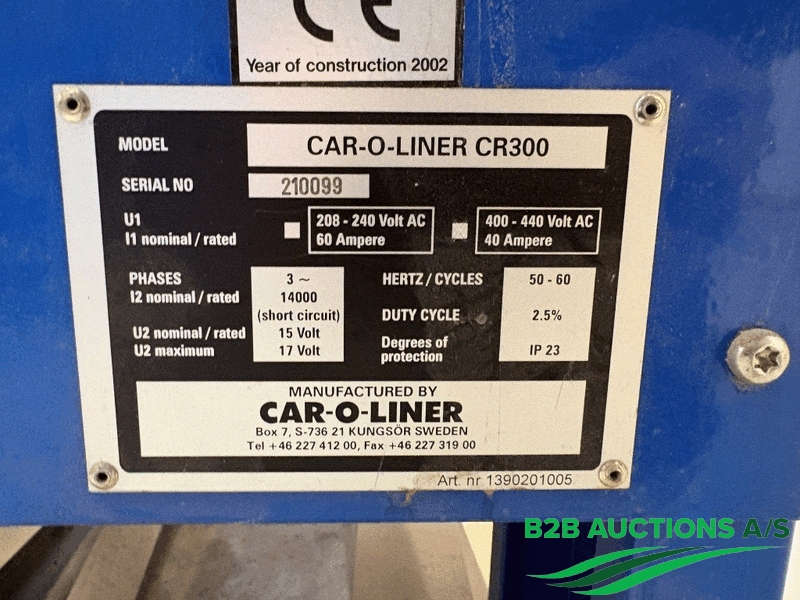 CE
Year of construction 2002
MODEL CAR-O-LINER CR300
SERIAL NO 210099
U1 208 - 240 Volt AC 400 - 440 Volt AC
I1 nominal / rated 60 Ampere 40 Ampere
PHASES 3 ~ HERTZ / CYCLES 50 - 60
I2 nominal / rated 14000
(short circuit) DUTY CYCLE 2.5%
U2 nominal / rated 15 Volt
U2 maximum 17 Volt
Degrees of
protection IP 23
MANUFACTURED BY
CAR-O-LINER
Box 7, S-736 21 KUNGSÖR SWEDEN
Tel +46 227 412 00, Fax +46 227 319 00
Art. nr 1390201005
B2B AUCTIONS A/S